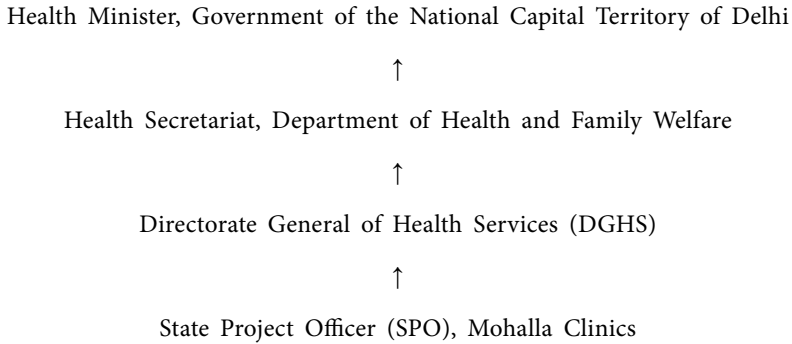 Health Minister, Government of the National Capital Territory of Delhi
↑
Health Secretariat, Department of Health and Family Welfare
↑
Directorate General of Health Services (DGHS)
↑
State Project Officer (SPO), Mohalla Clinics